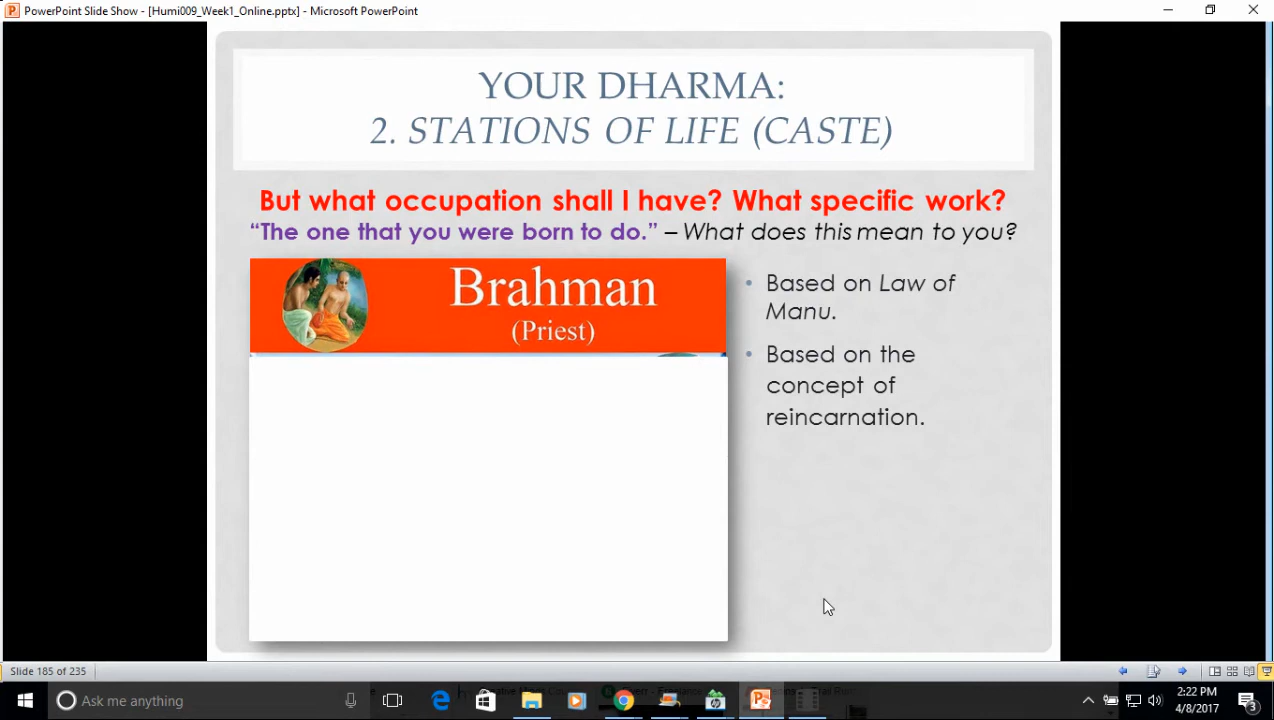 PowerPoint Slide Show - [Humi009_Week1_Online.pptx] - Microsoft PowerPoint
YOUR DHARMA:
2. STATIONS OF LIFE (CASTE)
But what occupation shall I have? What specific work?
“The one that you were born to do.” – What does this mean to you?
Brahman
(Priest)
• Based on Law of
Manu.
• Based on the
concept of
reincarnation.
Slide 185 of 235
Ask me anything
2:22 PM
4/8/2017
3